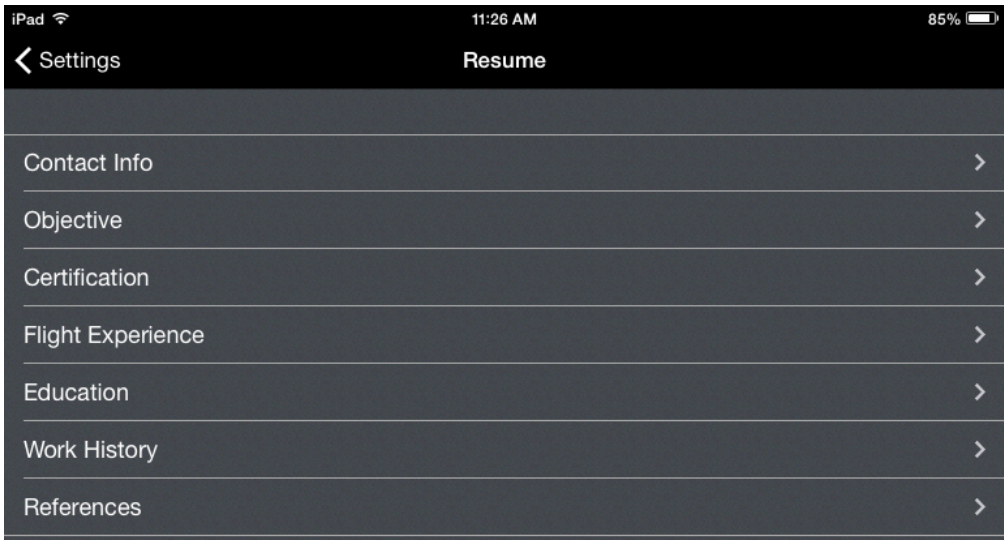 iPad 11:26 AM 85%
Settings Resume
Contact Info
Objective
Certification
Flight Experience
Education
Work History
References